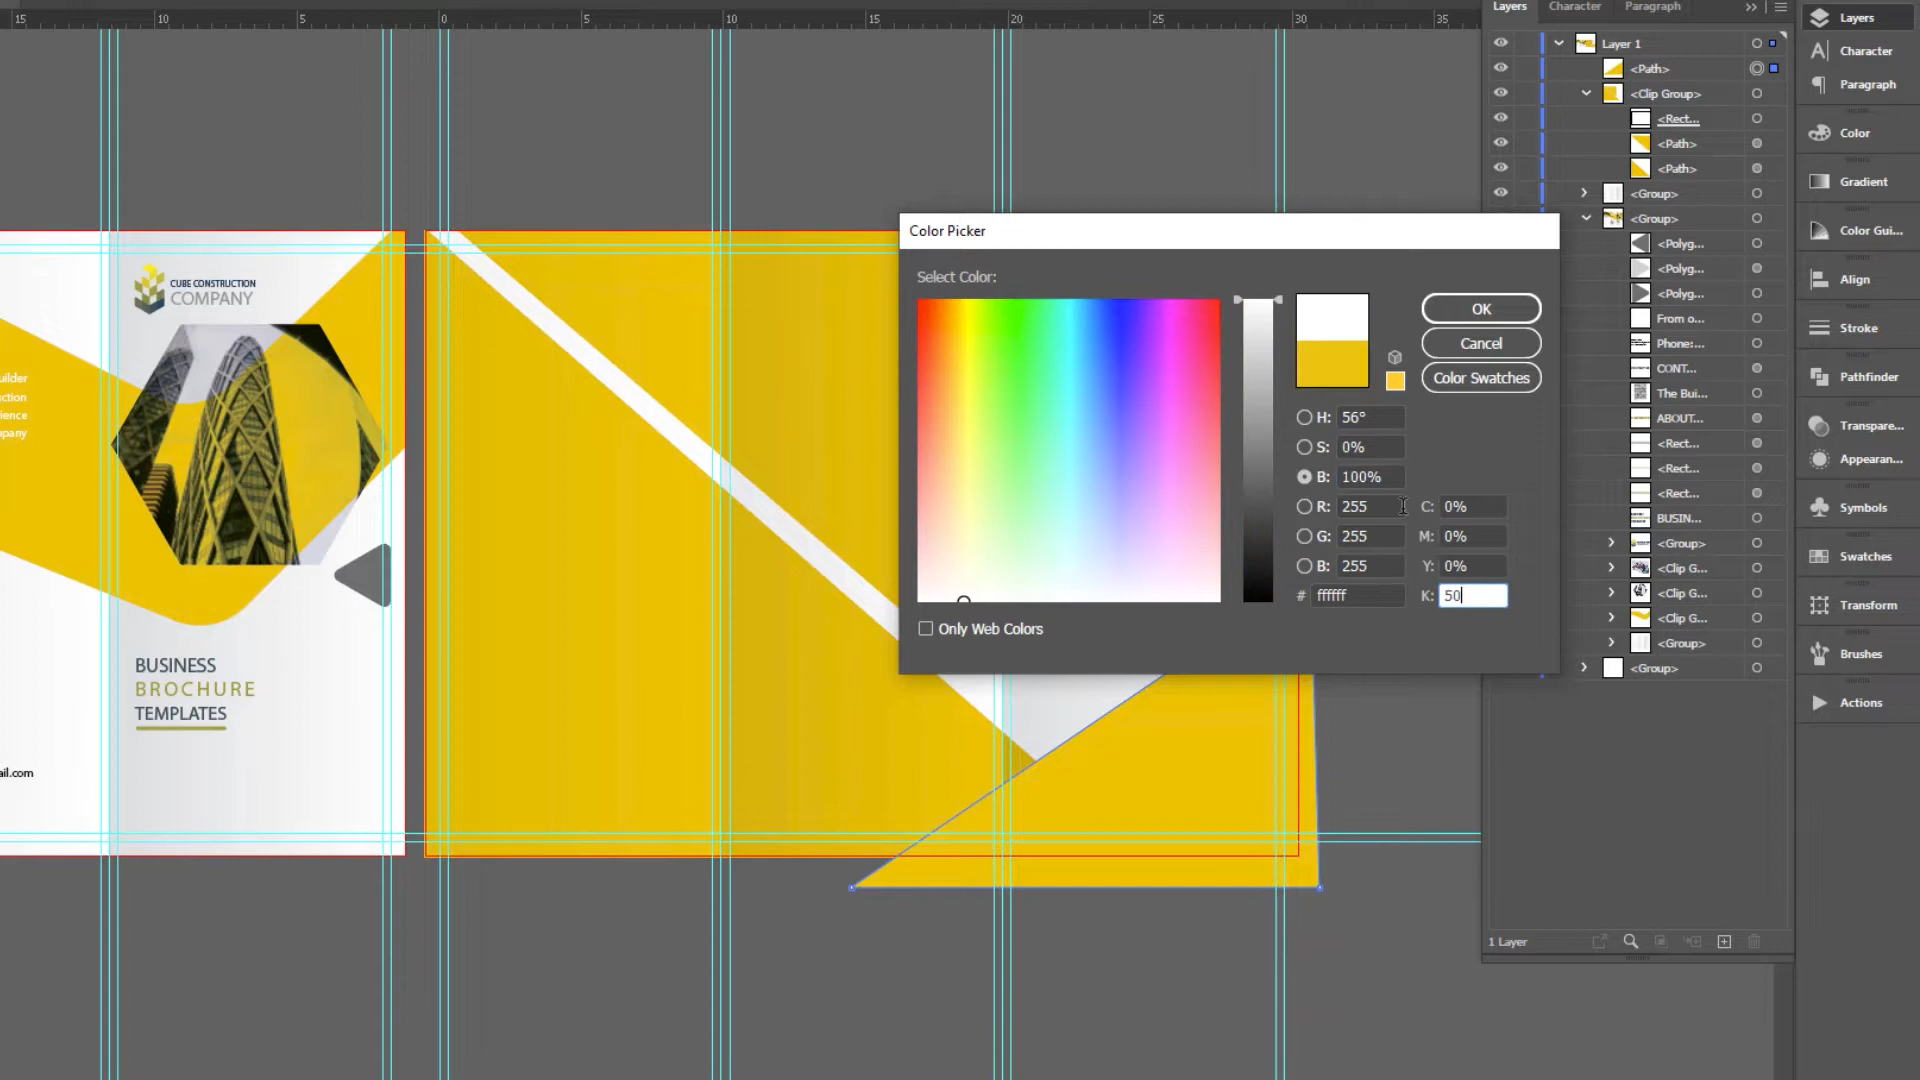 15
10
5
0
5
10
15
20
25
30
35
Layers
Character
Paragraph
Layer 1
<Path>
<Clip Group>
<Rect...
<Path>
<Path>
<Group>
<Group>
<Polyg...
<Polyg...
<Polyg...
From o...
Phone:...
CONT...
The Bui...
ABOUT...
<Rect...
<Rect...
<Rect...
BUSIN...
<Group>
<Clip G...
<Clip G...
<Clip G...
<Group>
<Group>
1 Layer
Layers
Character
Paragraph
Color
Gradient
Color Gui...
Align
Stroke
Pathfinder
Transpare...
Appearan...
Symbols
Swatches
Transform
Brushes
Actions
Color Picker
Select Color:
OK
Cancel
Color Swatches
H: 56°
S: 0%
B: 100%
R: 255
C: 0%
G: 255
M: 0%
B: 255
Y: 0%
# ffffff
K: 50
Only Web Colors
CUBE CONSTRUCTION
COMPANY
uilder
ction
ience
npany
BUSINESS
BROCHURE
TEMPLATES
ail.com